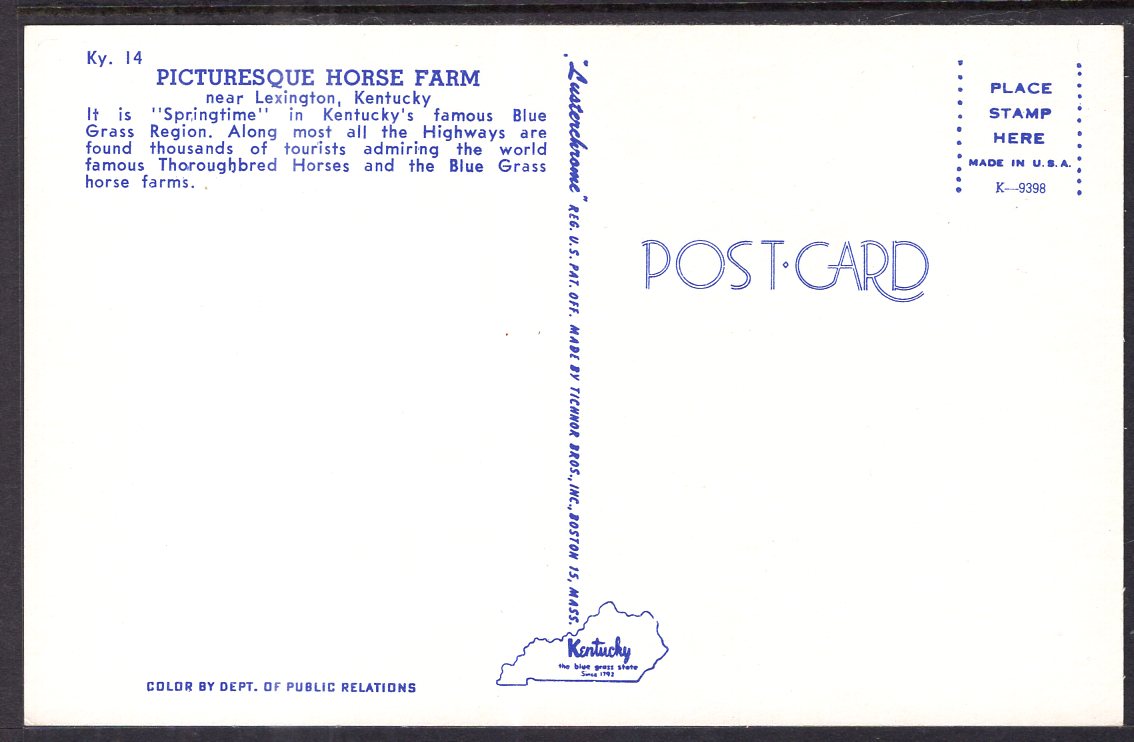 Ky. 14
PICTURESQUE HORSE FARM
near Lexington, Kentucky
It is "Springtime" in Kentucky's famous Blue
Grass Region. Along most all the Highways are
found thousands of tourists admiring the world
famous Thoroughbred Horses and the Blue Grass
horse farms.
COLOR BY DEPT. OF PUBLIC RELATIONS
"Lusterchrome" REG. U.S. PAT. OFF. MADE BY TICHNOR BROS., INC., BOSTON 15, MASS.
Kentucky
the blue grass state
Since 1792
PLACE
STAMP
HERE
MADE IN U.S.A.
K—9398
POST·CARD